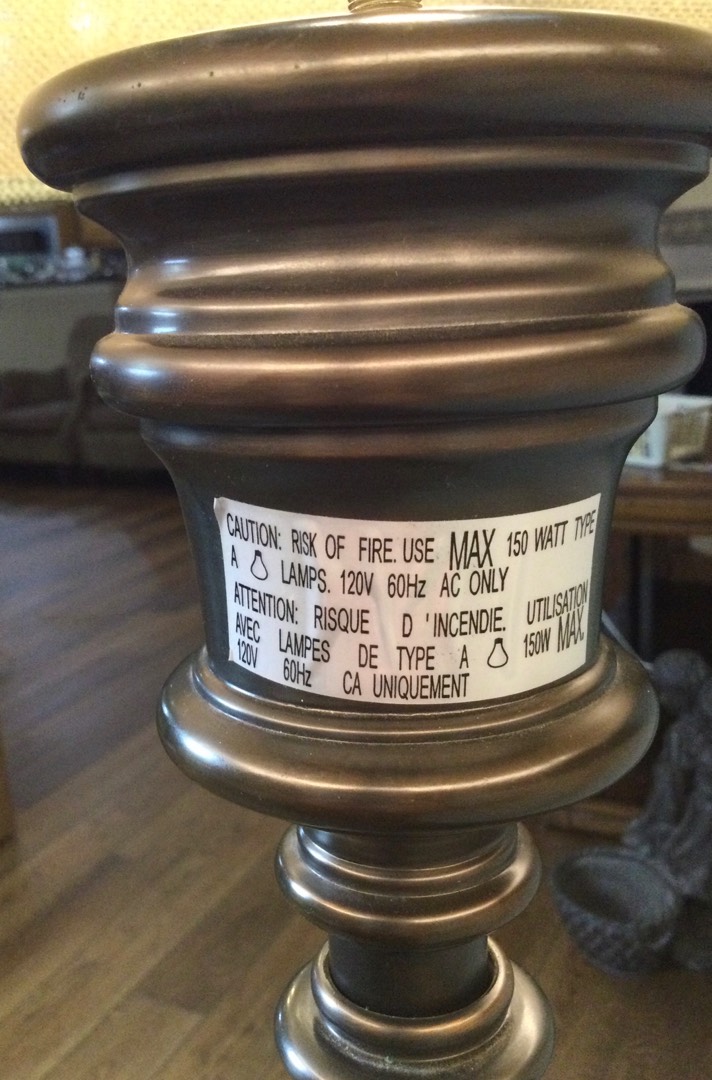 CAUTION: RISK OF FIRE. USE MAX 150 WATT TYPE
A LAMPS. 120V 60Hz AC ONLY
ATTENTION: RISQUE D 'INCENDIE. UTILISATION
AVEC LAMPES DE TYPE A 150W MAX.
120V 60Hz CA UNIQUEMENT